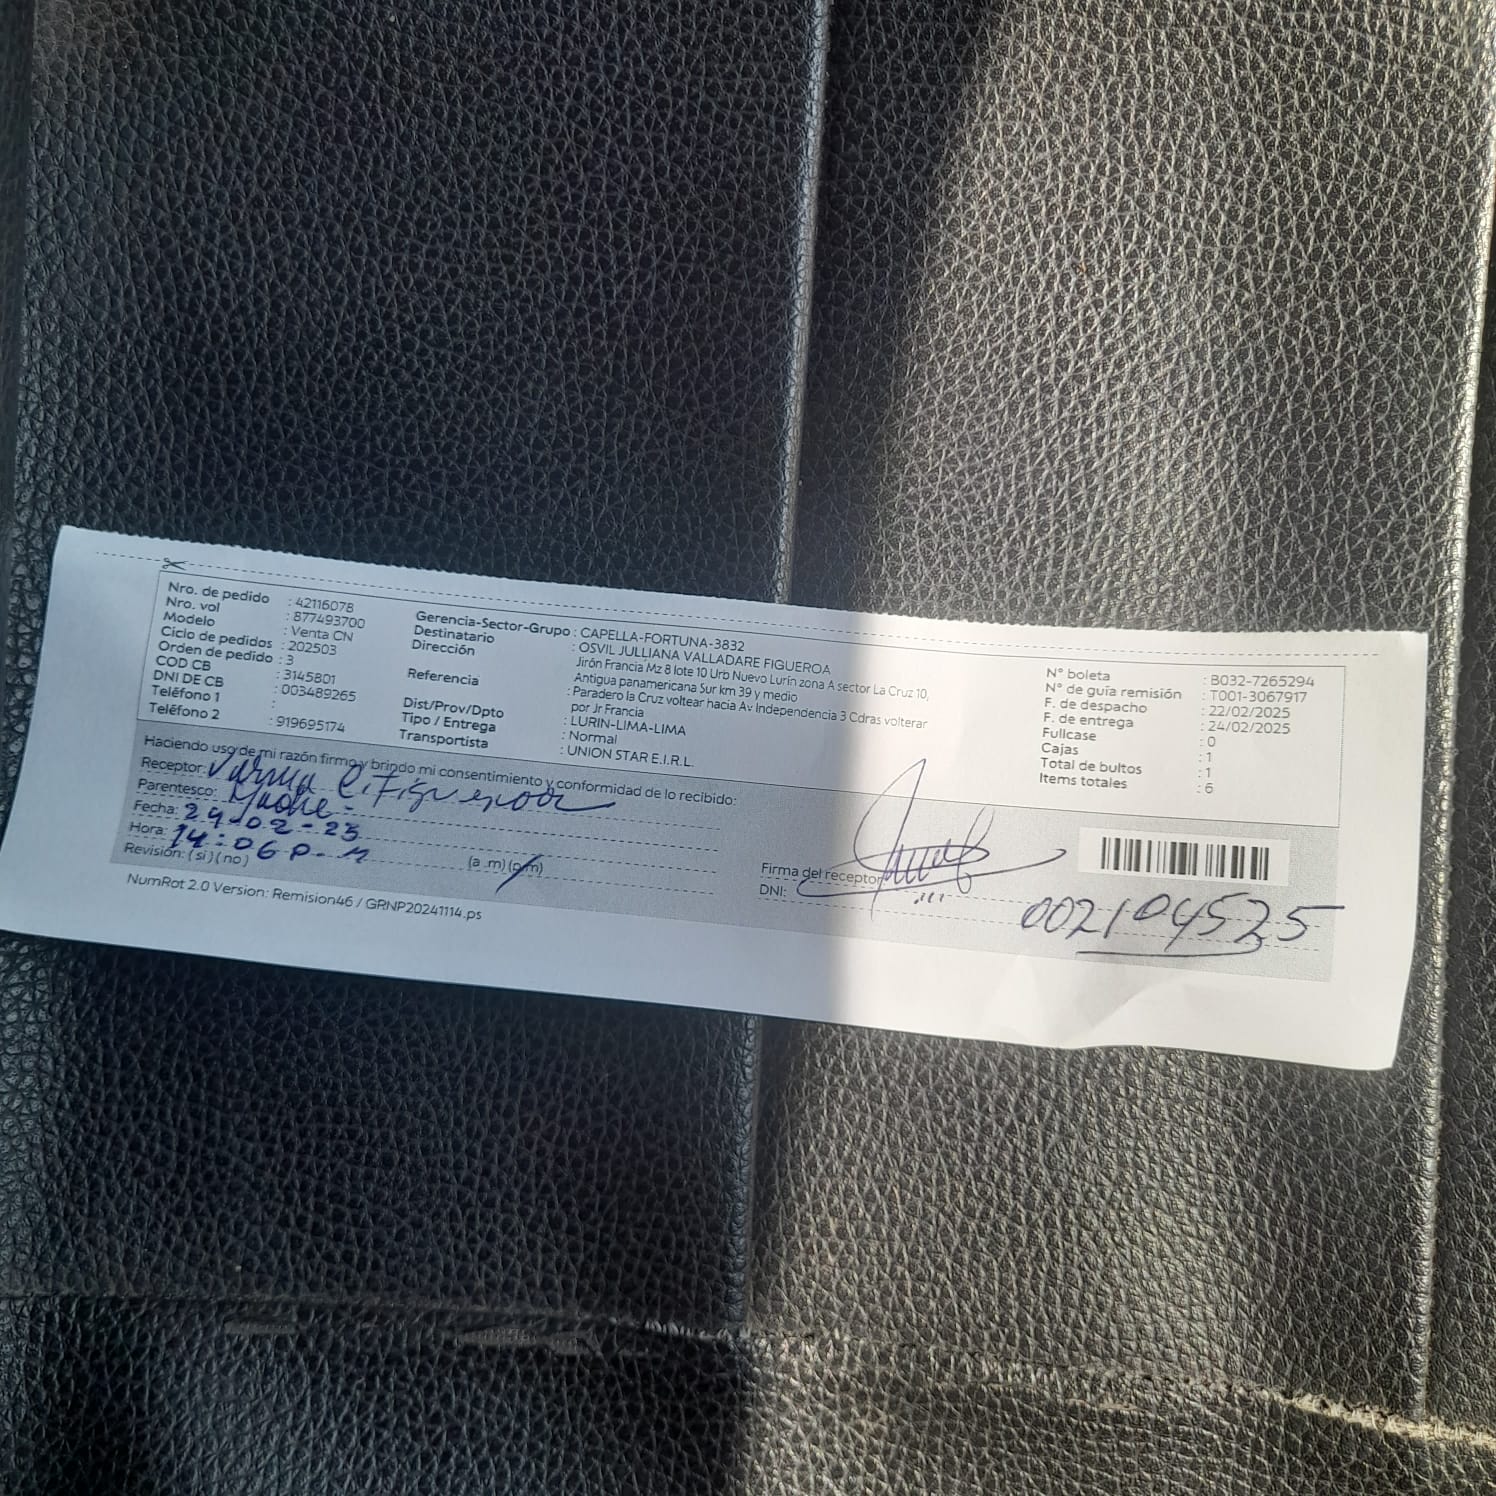 Nro. de pedido : 42116078
Nro. vol : 877493700
Modelo : Venta CN
Ciclo de pedidos : 202503
Orden de pedido : 3
COD CB : 3145801
DNI DE CB : 003489265
Teléfono 1 :
Teléfono 2 : 919695174
Gerencia-Sector-Grupo : CAPELLA-FORTUNA-3832
Destinatario : OSVIL JULLIANA VALLADARE FIGUEROA
Dirección : Jirón Francia Mz 8 lote 10 Urb Nuevo Lurín zona A sector La Cruz 10,
Antigua panamericana Sur km 39 y medio
Referencia : Paradero la Cruz voltear hacia Av Independencia 3 Cdras volterar
por Jr Francia
Dist/Prov/Dpto : LURIN-LIMA-LIMA
Tipo / Entrega : Normal
Transportista : UNION STAR E.I.R.L.
N° boleta : B032-7265294
N° de guía remisión : T001-3067917
F. de despacho : 22/02/2025
F. de entrega : 24/02/2025
Fullcase : 0
Cajas : 1
Total de bultos : 1
Items totales : 6
Haciendo uso de mi razón firmo y brindo mi consentimiento y conformidad de lo recibido:
Receptor: Figueroa
Parentesco: Madre
Fecha: 24-02-25
Hora: 14:06 P.M (a .m) (p.m)
Revisión: ( si ) ( no )
Firma del receptor
DNI: 002104525
NumRot 2.0 Version: Remision46 / GRNP20241114.ps